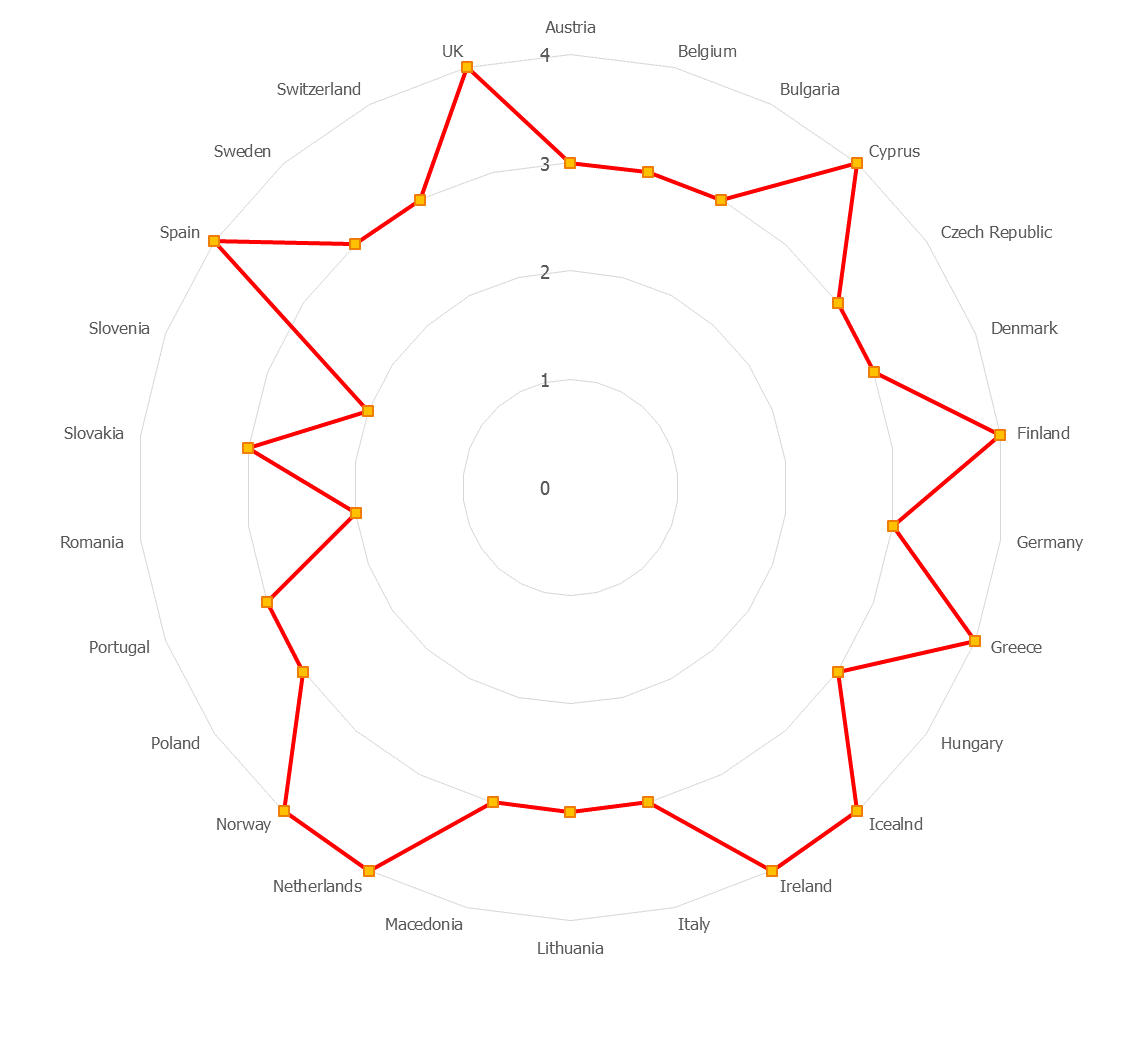 Austria
Belgium
Bulgaria
Cyprus
Czech Republic
Denmark
Finland
Germany
Greece
Hungary
Icealnd
Ireland
Italy
Lithuania
Macedonia
Netherlands
Norway
Poland
Portugal
Romania
Slovakia
Slovenia
Spain
Sweden
Switzerland
UK
4
3
2
1
0